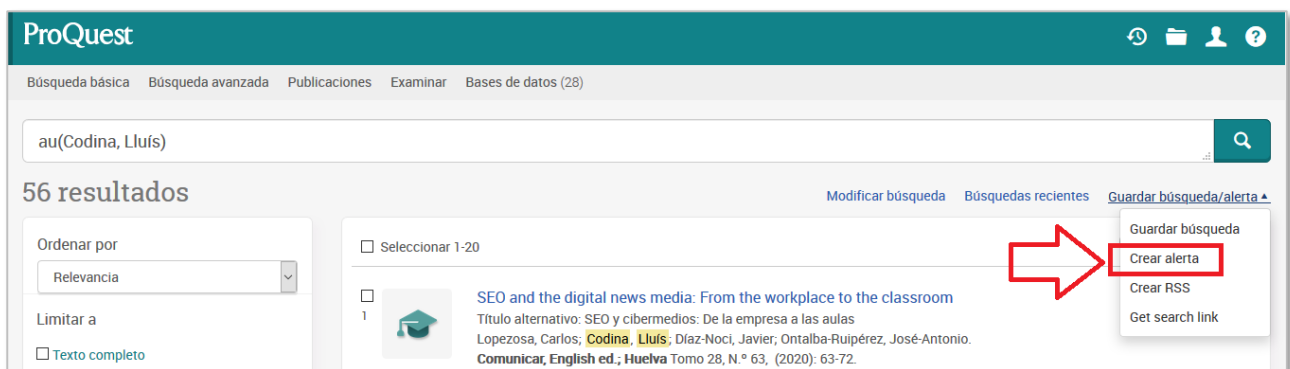 ProQuest
Búsqueda básica Búsqueda avanzada Publicaciones Examinar Bases de datos (28)
au(Codina, Lluís)
56 resultados
Modificar búsqueda Búsquedas recientes Guardar búsqueda/alerta
Guardar búsqueda
Crear alerta
Crear RSS
Get search link
Ordenar por
Relevancia
Limitar a
Texto completo
Seleccionar 1-20
1
SEO and the digital news media: From the workplace to the classroom
Título alternativo: SEO y cibermedios: De la empresa a las aulas
Lopezosa, Carlos; Codina, Lluís; Díaz-Noci, Javier; Ontalba-Ruipérez, José-Antonio.
Comunicar, English ed.; Huelva Tomo 28, N.º 63, (2020): 63-72.